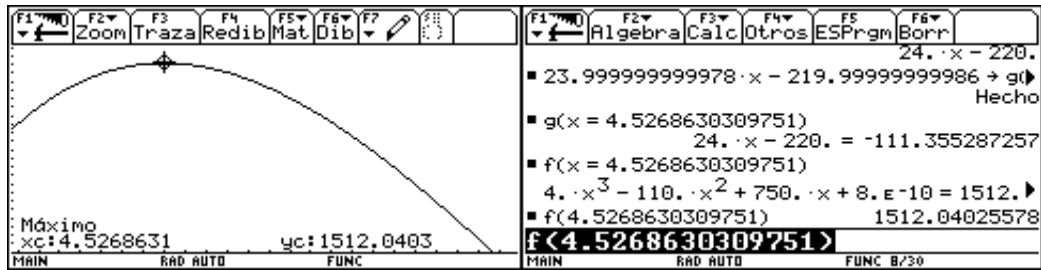 F1 F2 Zoom F3 Traza F4 Redib F5 Mat F6 Dib F7
Máximo
xc:4.5268631 yc:1512.0403
MAIN RAD AUTO FUNC
F1 F2 Algebra F3 Calc F4 Otros F5 ESPrgm F6 Borr
24.·x - 220.
▪ 23.999999999978·x - 219.99999999986 → g(
Hecho
▪ g(x = 4.5268630309751)
24.·x - 220. = -111.355287257
▪ f(x = 4.5268630309751)
4.·x³ - 110.·x² + 750.·x + 8.ᴇ-10 = 1512.
▪ f(4.5268630309751) 1512.04025578
f(4.5268630309751)
MAIN RAD AUTO FUNC 8/30